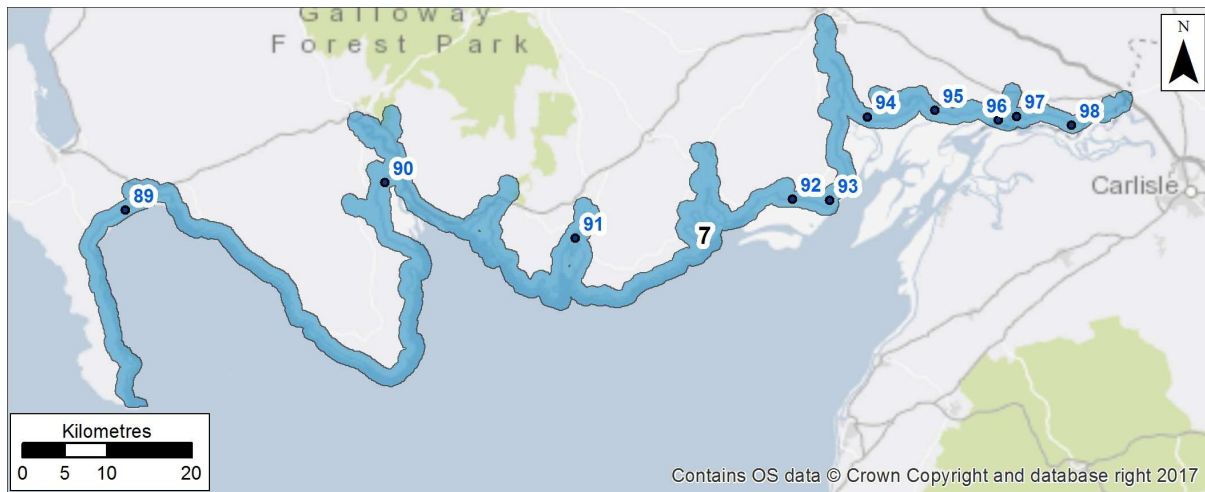 Galloway
Forest Park
N
94
95
96
97
98
90
92
93
Carlisle
89
91
7
Kilometres
0 5 10 20
Contains OS data © Crown Copyright and database right 2017